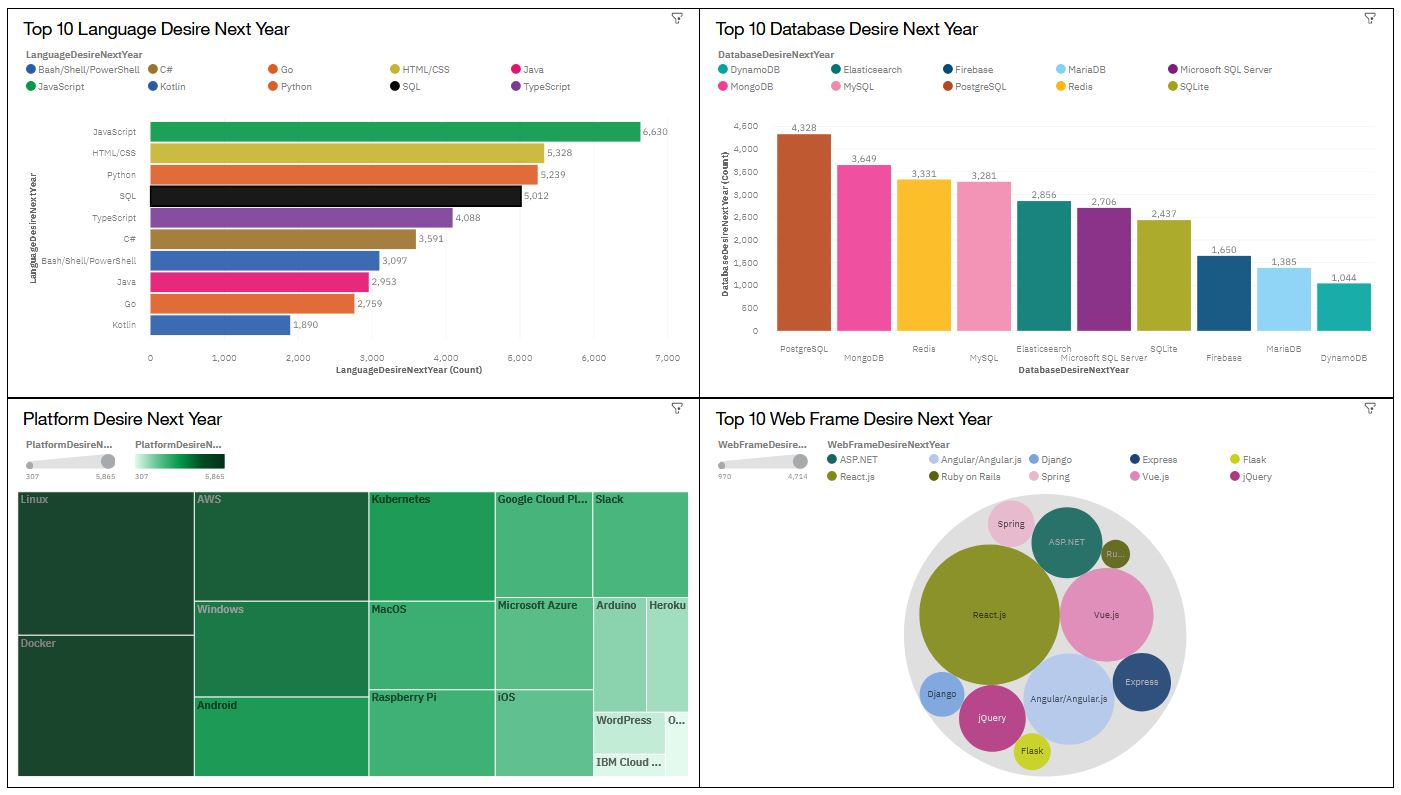 Top 10 Language Desire Next Year
LanguageDesireNextYear
Bash/Shell/PowerShell C# Go HTML/CSS Java
JavaScript Kotlin Python SQL TypeScript
LanguageDesireNextYear
JavaScript 6,630
HTML/CSS 5,328
Python 5,239
SQL 5,012
TypeScript 4,088
C# 3,591
Bash/Shell/PowerShell 3,097
Java 2,953
Go 2,759
Kotlin 1,890
0 1,000 2,000 3,000 4,000 5,000 6,000 7,000
LanguageDesireNextYear (Count)
Top 10 Database Desire Next Year
DatabaseDesireNextYear
DynamoDB Elasticsearch Firebase MariaDB Microsoft SQL Server
MongoDB MySQL PostgreSQL Redis SQLite
DatabaseDesireNextYear (Count)
4,500
4,000
3,500
3,000
2,500
2,000
1,500
1,000
500
0
4,328 3,649 3,331 3,281 2,856 2,706 2,437 1,650 1,385 1,044
PostgreSQL MongoDB Redis MySQL Elasticsearch Microsoft SQL Server SQLite Firebase MariaDB DynamoDB
DatabaseDesireNextYear
Platform Desire Next Year
PlatformDesireN... PlatformDesireN...
307 5,865 307 5,865
Linux
Docker
AWS
Windows
Android
Kubernetes
MacOS
Raspberry Pi
Google Cloud Pl...
Microsoft Azure
iOS
Slack
Arduino
Heroku
WordPress
O...
IBM Cloud ...
Top 10 Web Frame Desire Next Year
WebFrameDesire... WebFrameDesireNextYear
970 4,714
ASP.NET Angular/Angular.js Django Express Flask
React.js Ruby on Rails Spring Vue.js jQuery
Spring
ASP.NET
Ru...
React.js
Vue.js
Express
Django
Angular/Angular.js
jQuery
Flask